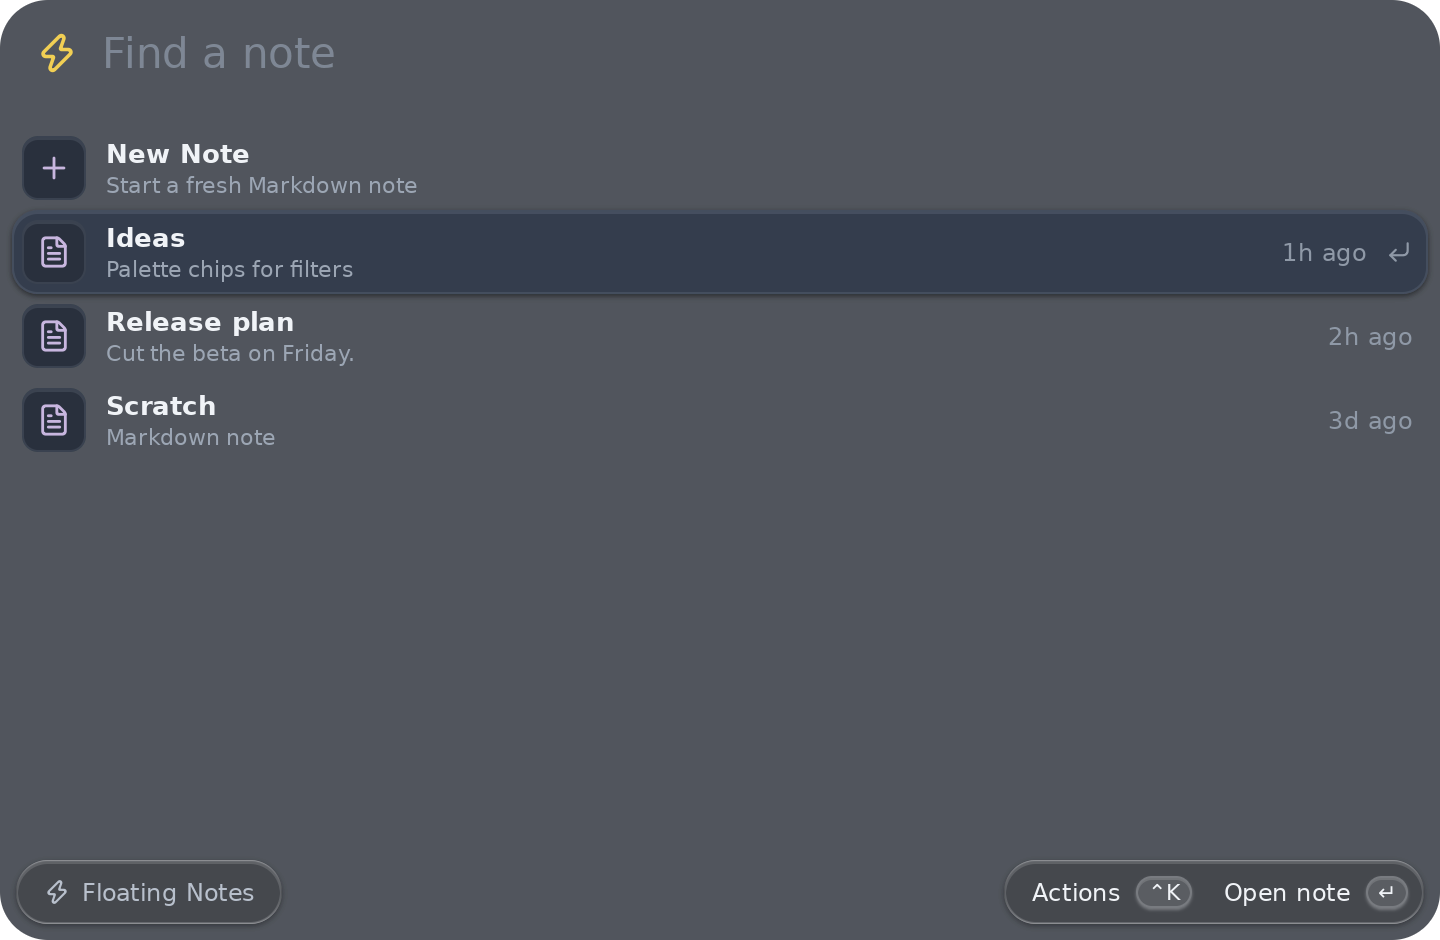 Find a note
New Note
Start a fresh Markdown note
Ideas
Palette chips for filters
1h ago
Release plan
Cut the beta on Friday.
2h ago
Scratch
Markdown note
3d ago
Floating Notes
Actions ^K Open note ↵